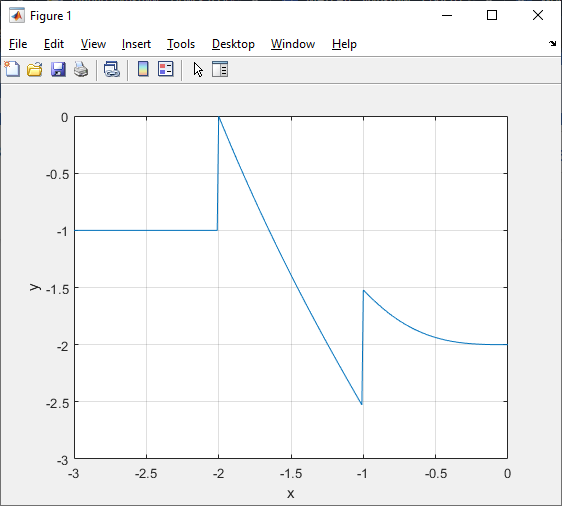 Figure 1
File Edit View Insert Tools Desktop Window Help
0
-0.5
-1
-1.5
-2
-2.5
-3
y
-3 -2.5 -2 -1.5 -1 -0.5 0
x